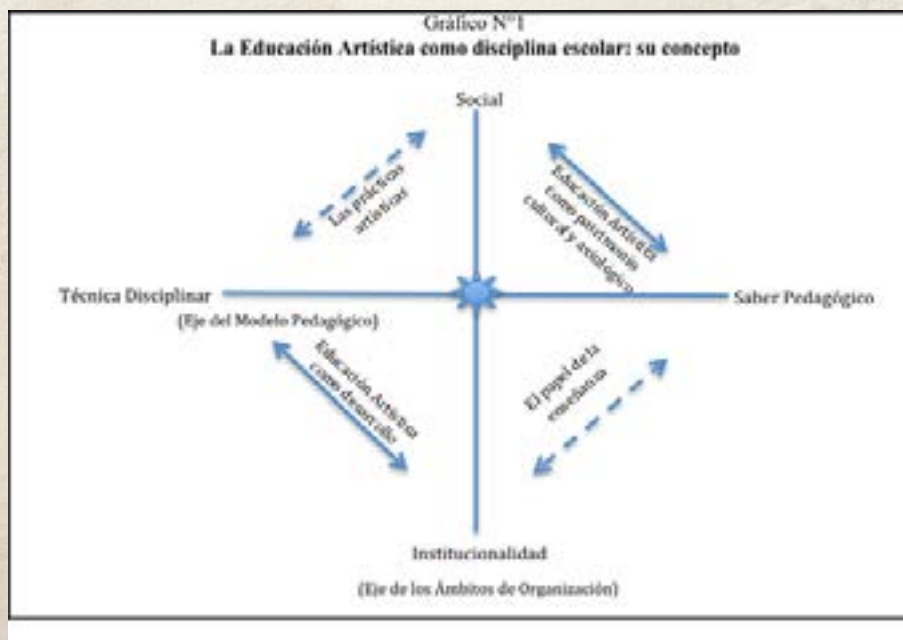 Gráfico N°1
La Educación Artística como disciplina escolar: su concepto
Social
Las prácticas
artísticas
Educación Artística
como patrimonio
cultural y axiológico
Técnica Disciplinar
Saber Pedagógico
(Eje del Modelo Pedagógico)
Educación Artística
como desarrollo
El papel de la
enseñanza
Institucionalidad
(Eje de los Ámbitos de Organización)